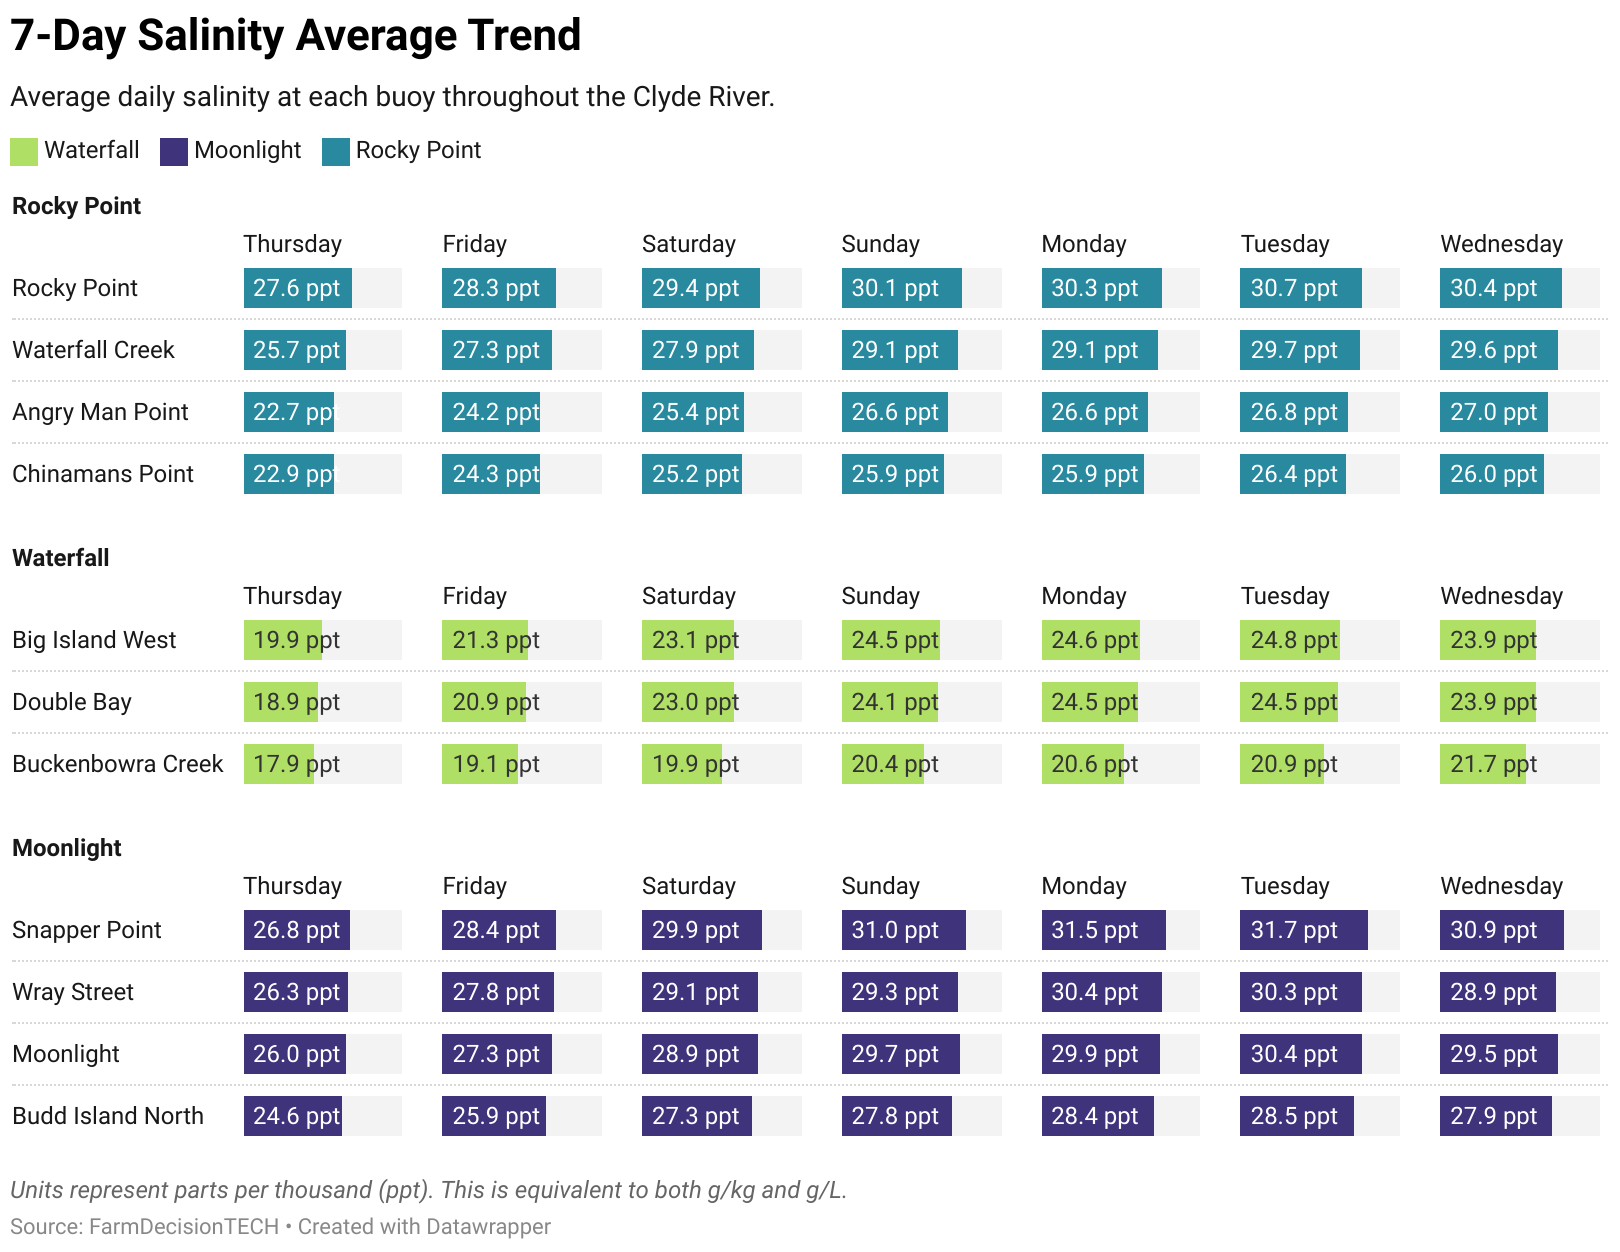 7-Day Salinity Average Trend
Average daily salinity at each buoy throughout the Clyde River.
Waterfall Moonlight Rocky Point
Rocky Point
Thursday Friday Saturday Sunday Monday Tuesday Wednesday
Rocky Point 27.6 ppt 28.3 ppt 29.4 ppt 30.1 ppt 30.3 ppt 30.7 ppt 30.4 ppt
Waterfall Creek 25.7 ppt 27.3 ppt 27.9 ppt 29.1 ppt 29.1 ppt 29.7 ppt 29.6 ppt
Angry Man Point 22.7 ppt 24.2 ppt 25.4 ppt 26.6 ppt 26.6 ppt 26.8 ppt 27.0 ppt
Chinamans Point 22.9 ppt 24.3 ppt 25.2 ppt 25.9 ppt 25.9 ppt 26.4 ppt 26.0 ppt
Waterfall
Thursday Friday Saturday Sunday Monday Tuesday Wednesday
Big Island West 19.9 ppt 21.3 ppt 23.1 ppt 24.5 ppt 24.6 ppt 24.8 ppt 23.9 ppt
Double Bay 18.9 ppt 20.9 ppt 23.0 ppt 24.1 ppt 24.5 ppt 24.5 ppt 23.9 ppt
Buckenbowra Creek 17.9 ppt 19.1 ppt 19.9 ppt 20.4 ppt 20.6 ppt 20.9 ppt 21.7 ppt
Moonlight
Thursday Friday Saturday Sunday Monday Tuesday Wednesday
Snapper Point 26.8 ppt 28.4 ppt 29.9 ppt 31.0 ppt 31.5 ppt 31.7 ppt 30.9 ppt
Wray Street 26.3 ppt 27.8 ppt 29.1 ppt 29.3 ppt 30.4 ppt 30.3 ppt 28.9 ppt
Moonlight 26.0 ppt 27.3 ppt 28.9 ppt 29.7 ppt 29.9 ppt 30.4 ppt 29.5 ppt
Budd Island North 24.6 ppt 25.9 ppt 27.3 ppt 27.8 ppt 28.4 ppt 28.5 ppt 27.9 ppt
Units represent parts per thousand (ppt). This is equivalent to both g/kg and g/L.
Source: FarmDecisionTECH • Created with Datawrapper